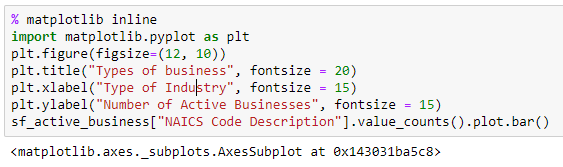 % matplotlib inline
import matplotlib.pyplot as plt
plt.figure(figsize=(12, 10))
plt.title("Types of business", fontsize = 20)
plt.xlabel("Type of Industry", fontsize = 15)
plt.ylabel("Number of Active Businesses", fontsize = 15)
sf_active_business["NAICS Code Description"].value_counts().plot.bar()
<matplotlib.axes._subplots.AxesSubplot at 0x143031ba5c8>